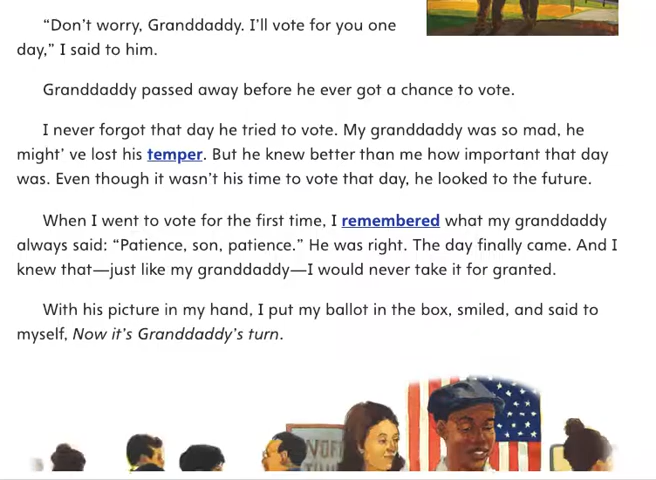 “Don’t worry, Granddaddy. I’ll vote for you one
day,” I said to him.
Granddaddy passed away before he ever got a chance to vote.
I never forgot that day he tried to vote. My granddaddy was so mad, he
might’ ve lost his temper. But he knew better than me how important that day
was. Even though it wasn’t his time to vote that day, he looked to the future.
When I went to vote for the first time, I remembered what my granddaddy
always said: “Patience, son, patience.” He was right. The day finally came. And I
knew that—just like my granddaddy—I would never take it for granted.
With his picture in my hand, I put my ballot in the box, smiled, and said to
myself, Now it’s Granddaddy’s turn.